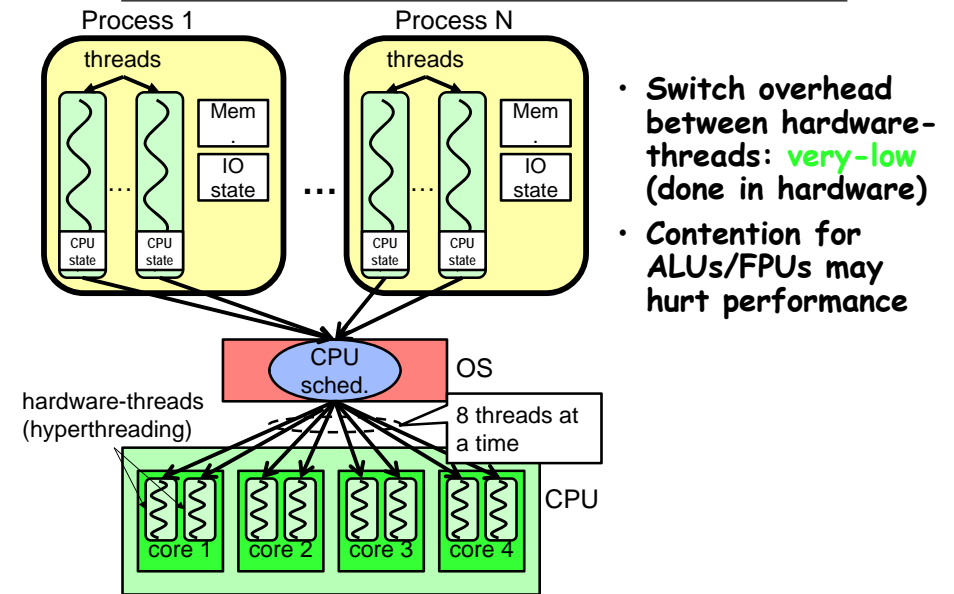 Process 1
Process N
threads
threads
Mem
.
IO
state
Mem
.
IO
state
...
...
...
CPU
state
CPU
state
CPU
state
CPU
state
• Switch overhead
between hardware-
threads: very-low
(done in hardware)
• Contention for
ALUs/FPUs may
hurt performance
CPU
sched.
OS
hardware-threads
(hyperthreading)
8 threads at
a time
CPU
core 1
core 2
core 3
core 4